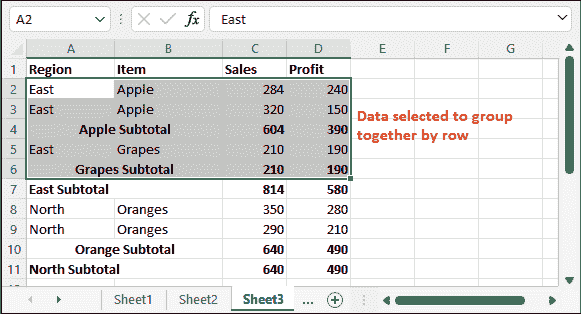 A2 fx East
A B C D E F G
1 Region Item Sales Profit
2 East Apple 284 240
3 East Apple 320 150
4 Apple Subtotal 604 390
5 East Grapes 210 190
6 Grapes Subtotal 210 190
7 East Subtotal 814 580
8 North Oranges 350 280
9 North Oranges 290 210
10 Orange Subtotal 640 490
11 North Subtotal 640 490
Data selected to group
together by row
Sheet1 Sheet2 Sheet3 ...